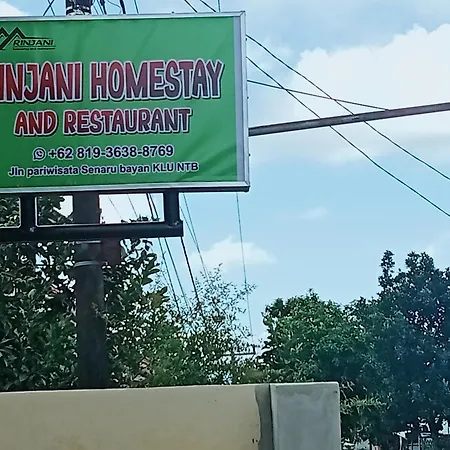 RINJANI
INJANI HOMESTAY
AND RESTAURANT
+62 819-3638-8769
Jln pariwisata Senaru bayan KLU NTB